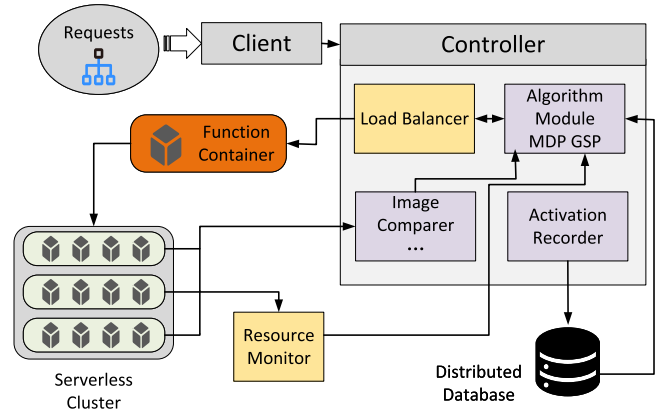 Requests
Client
Controller
Load Balancer
Algorithm
Module
MDP GSP
Function
Container
Image
Comparer
...
Activation
Recorder
Resource
Monitor
Serverless
Cluster
Distributed
Database